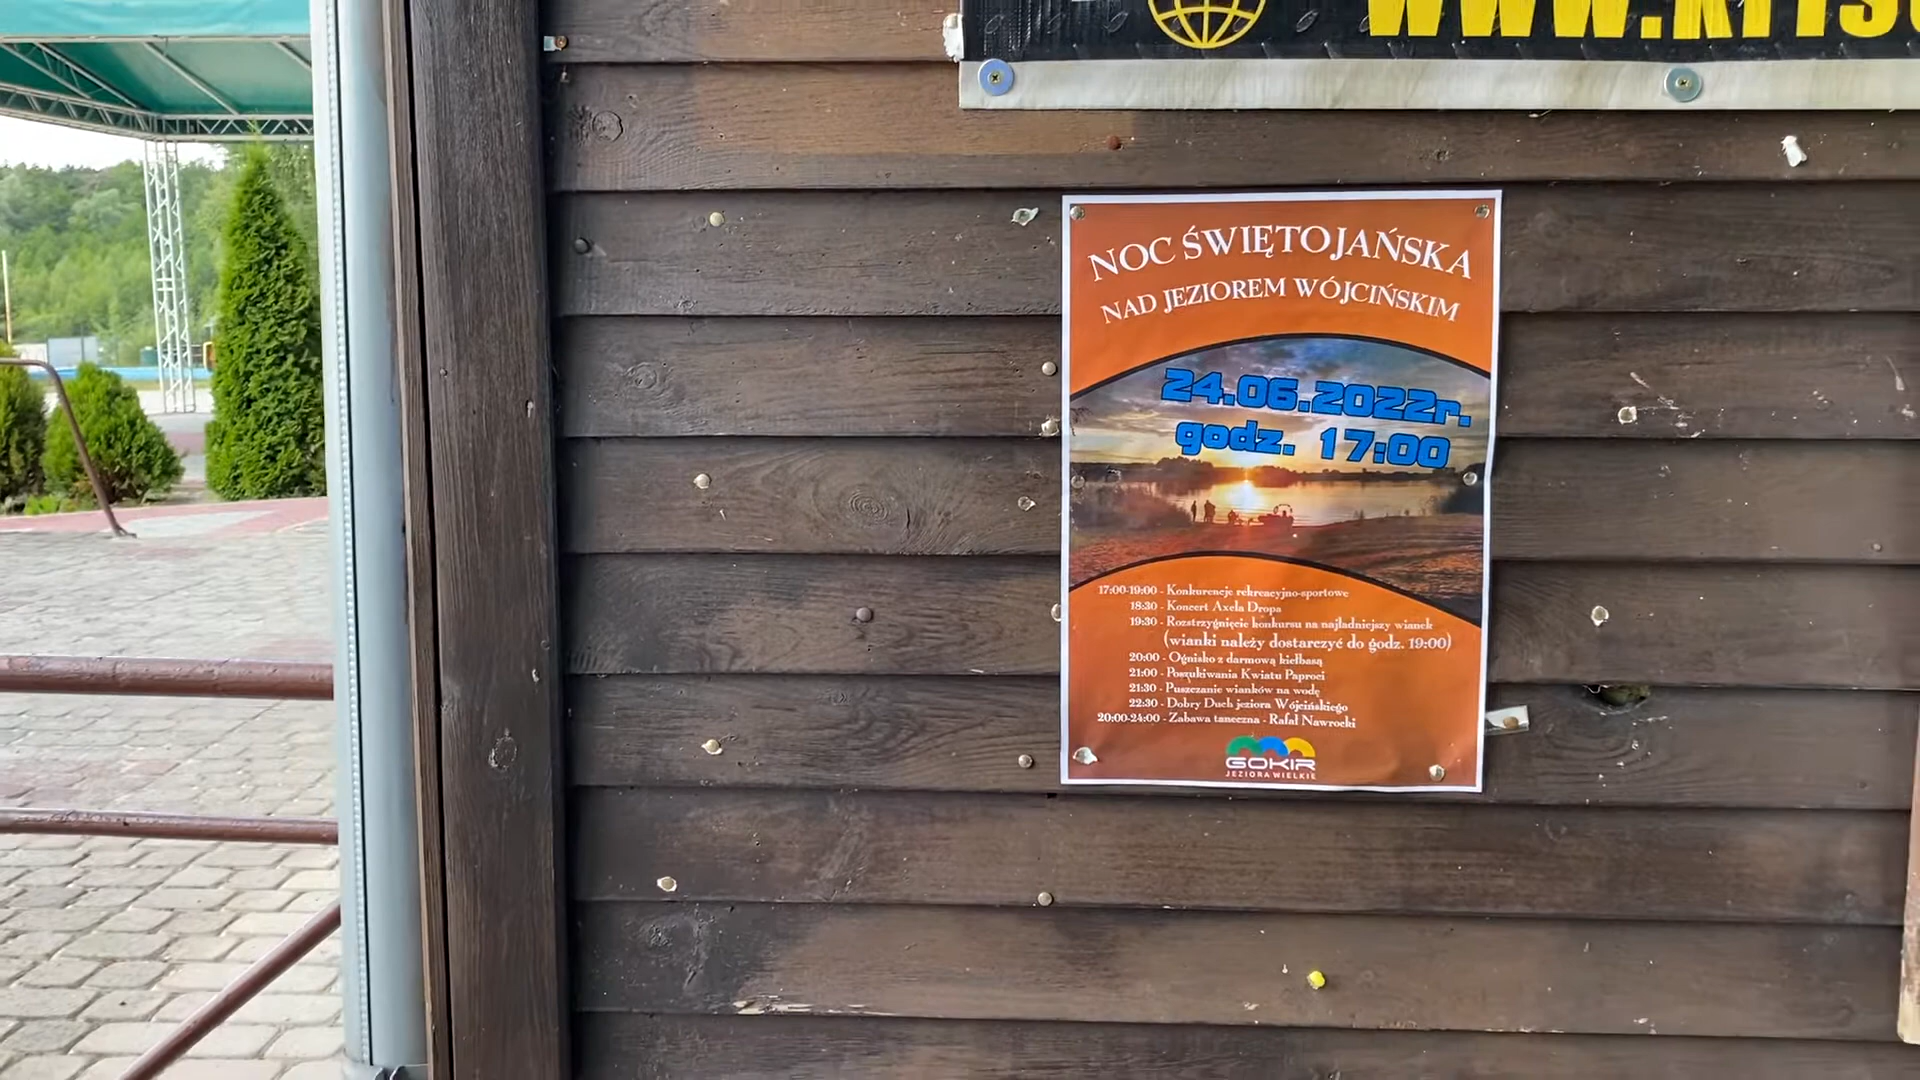 NOC ŚWIĘTOJAŃSKA
NAD JEZIOREM WÓJCIŃSKIM
24.06.2022r.
godz. 17:00
17:00-19:00 - Konkurencje rekreacyjno-sportowe
18:30 - Koncert Axela Dropa
19:30 - Rozstrzygnięcie konkursu na najładniejszy wianek
(wianki należy dostarczyć do godz. 19:00)
20:00 - Ognisko z darmową kiełbasą
21:00 - Poszukiwania Kwiatu Paproci
21:30 - Puszczanie wianków na wodę
22:30 - Dobry Duch jeziora Wójcińskiego
20:00-24:00 - Zabawa taneczna - Rafał Nawrocki
GOKiR
JEZIORA WIELKIE